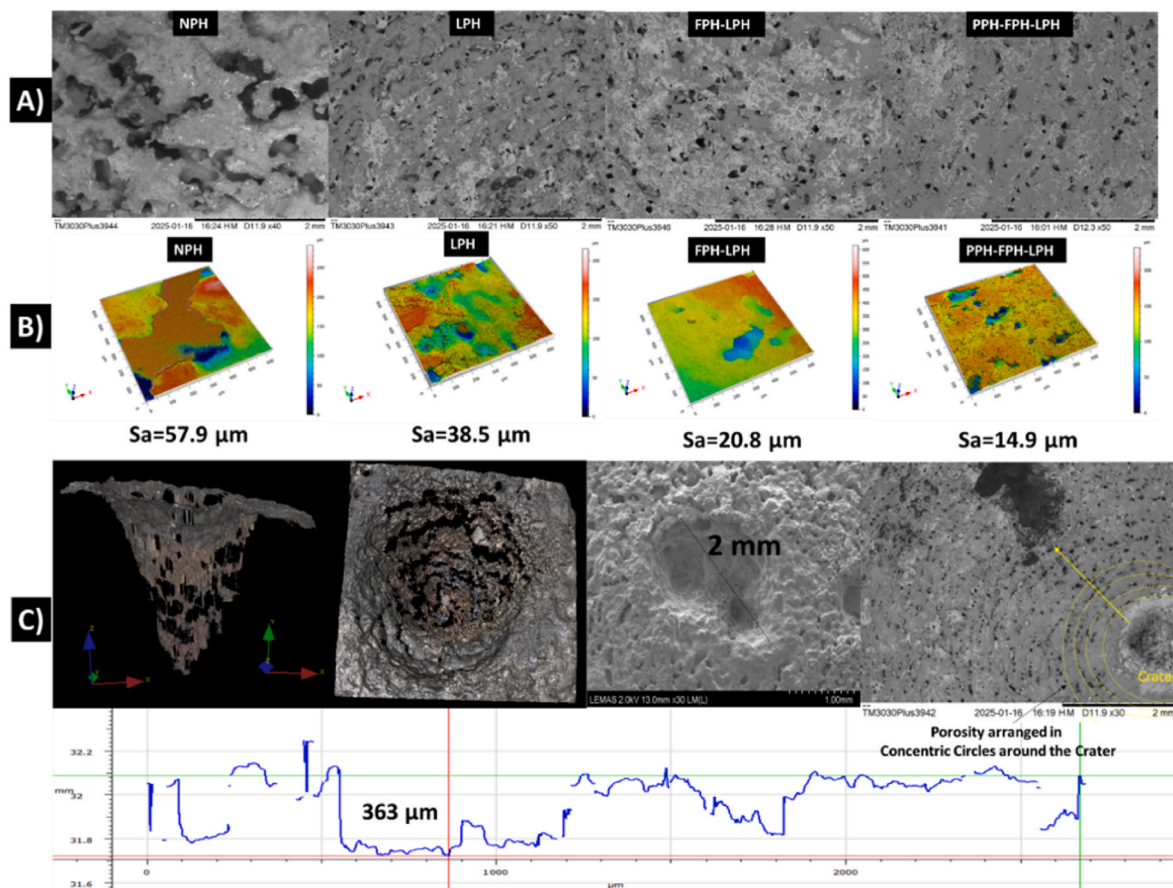 A)
NPH
LPH
FPH-LPH
PPH-FPH-LPH
TM3030Plus3944 2025-01-16 16:24 HM D11.9 x40 2 mm
TM3030Plus3943 2025-01-16 16:21 HM D11.9 x50 2 mm
TM3030Plus3946 2025-01-16 16:28 HM D11.9 x50 2 mm
TM3030Plus3941 2025-01-16 16:01 HM D12.3 x50 2 mm
B)
NPH
LPH
FPH-LPH
PPH-FPH-LPH
Sa=57.9 µm
Sa=38.5 µm
Sa=20.8 µm
Sa=14.9 µm
C)
2 mm
LEMAS 2.0kV 13.0mm x30 LM(L) 1.00mm
Crater
TM3030Plus3942 2025-01-16 16:19 HM D11.9 x30 2 mm
Porosity arranged in
Concentric Circles around the Crater
32.2
mm
32
363 µm
31.8
31.6
0
1000
2000
µm